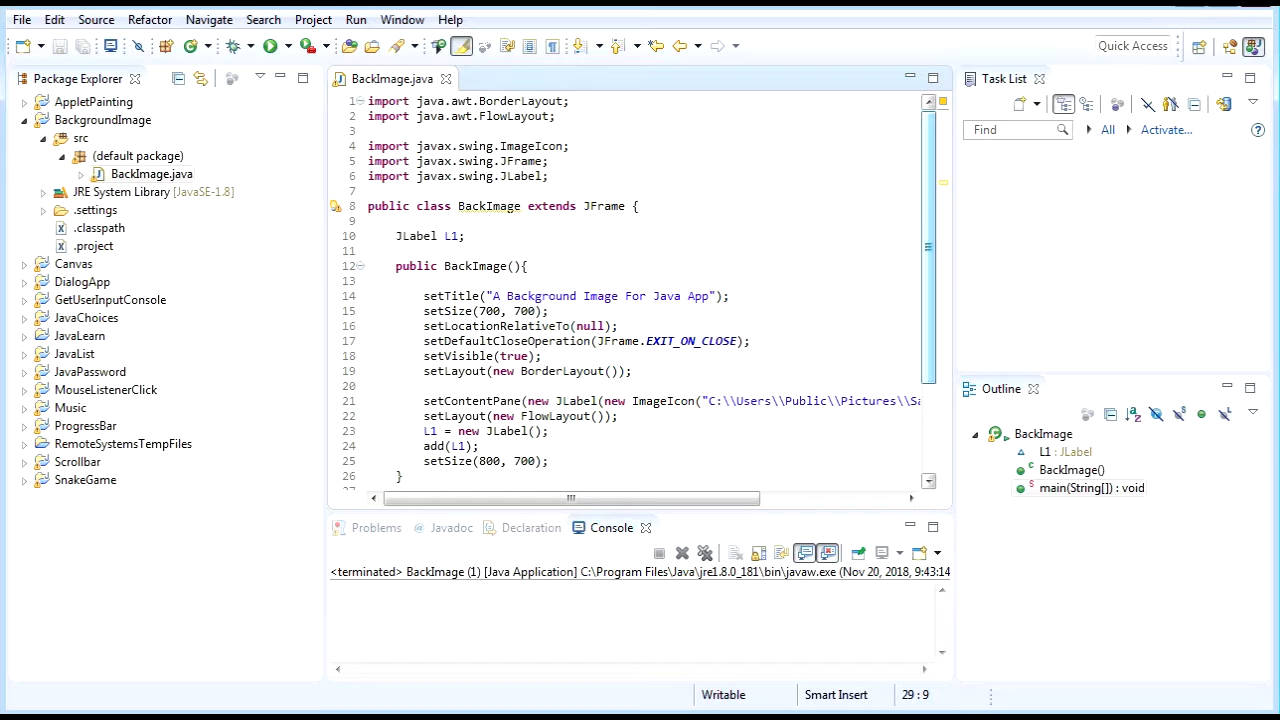 File Edit Source Refactor Navigate Search Project Run Window Help
Quick Access
Package Explorer
AppletPainting
BackgroundImage
src
(default package)
BackImage.java
JRE System Library [JavaSE-1.8]
.settings
.classpath
.project
Canvas
DialogApp
GetUserInputConsole
JavaChoices
JavaLearn
JavaList
JavaPassword
MouseListenerClick
Music
ProgressBar
RemoteSystemsTempFiles
Scrollbar
SnakeGame
BackImage.java
1 import java.awt.BorderLayout;
2 import java.awt.FlowLayout;
3
4 import javax.swing.ImageIcon;
5 import javax.swing.JFrame;
6 import javax.swing.JLabel;
7
8 public class BackImage extends JFrame {
9
10 JLabel L1;
11
12 public BackImage(){
13
14 setTitle("A Background Image For Java App");
15 setSize(700, 700);
16 setLocationRelativeTo(null);
17 setDefaultCloseOperation(JFrame.EXIT_ON_CLOSE);
18 setVisible(true);
19 setLayout(new BorderLayout());
20
21 setContentPane(new JLabel(new ImageIcon("C:\\Users\\Public\\Pictures\\Sa
22 setLayout(new FlowLayout());
23 L1 = new JLabel();
24 add(L1);
25 setSize(800, 700);
26 }
Task List
Find All Activate...
Outline
BackImage
L1 : JLabel
BackImage()
main(String[]) : void
Problems Javadoc Declaration Console
<terminated> BackImage (1) [Java Application] C:\Program Files\Java\jre1.8.0_181\bin\javaw.exe (Nov 20, 2018, 9:43:14
Writable Smart Insert 29 : 9